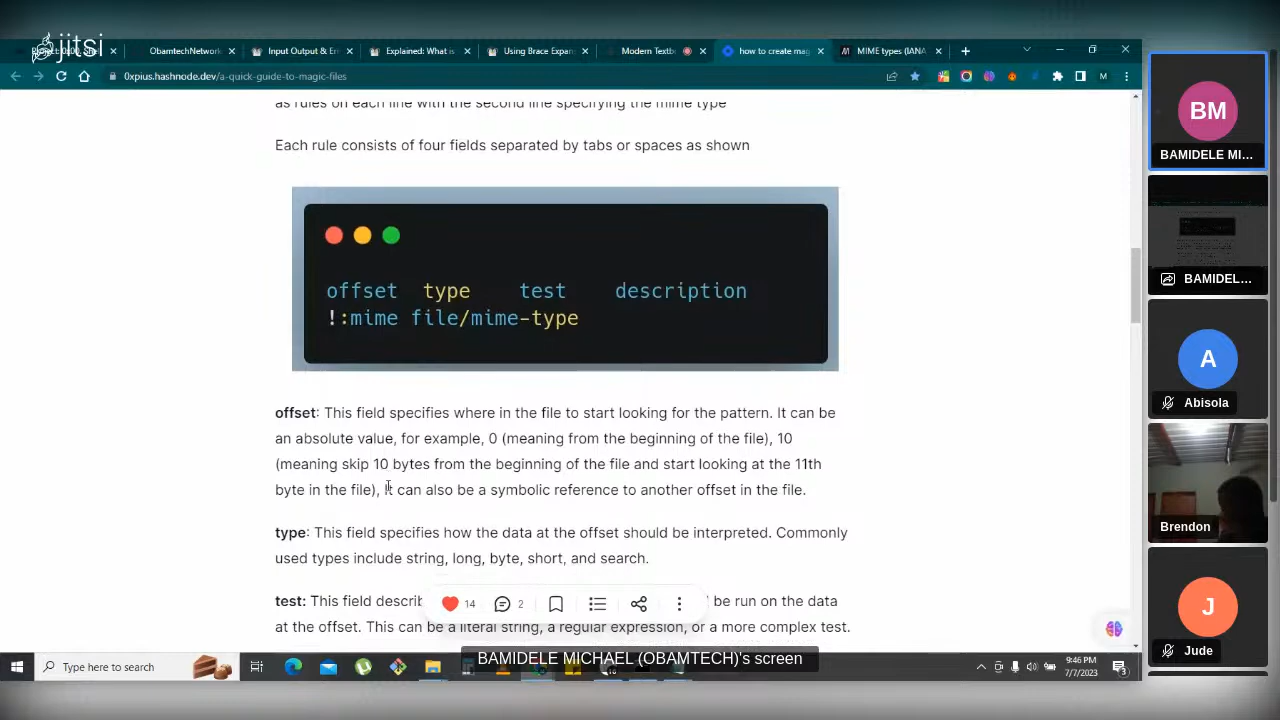 jitsi
ObamtechNetwork
Input Output & Er
Explained: What is
Using Brace Expan
Modern Textb
how to create mag
MIME types (IANA
0xpius.hashnode.dev/a-quick-guide-to-magic-files
M
as rules on each line with the second line specifying the mime type
Each rule consists of four fields separated by tabs or spaces as shown
offset type test description
!:mime file/mime-type
offset: This field specifies where in the file to start looking for the pattern. It can be
an absolute value, for example, 0 (meaning from the beginning of the file), 10
(meaning skip 10 bytes from the beginning of the file and start looking at the 11th
byte in the file), It can also be a symbolic reference to another offset in the file.
type: This field specifies how the data at the offset should be interpreted. Commonly
used types include string, long, byte, short, and search.
test: This field describ be run on the data
at the offset. This can be a literal string, a regular expression, or a more complex test.
14
2
BAMIDELE MICHAEL (OBAMTECH)'s screen
Type here to search
9:46 PM
7/7/2023
3
BM
BAMIDELE MI...
BAMIDEL...
A
Abisola
Brendon
J
Jude